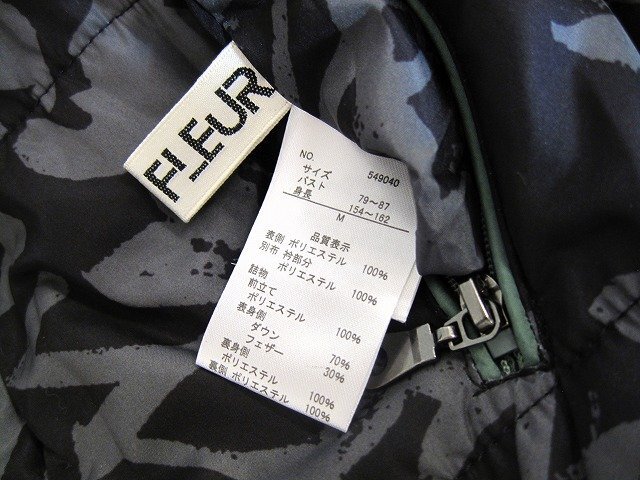 FLEUR
NO. 549040
サイズ
バスト 79~87
身長 154~162
M
品質表示
表側 ポリエステル 100%
別布 衿部分
ポリエステル 100%
詰物
前立て
ポリエステル 100%
裏身側
ダウン 70%
フェザー 30%
裏身側
ポリエステル 100%
裏側 ポリエステル 100%